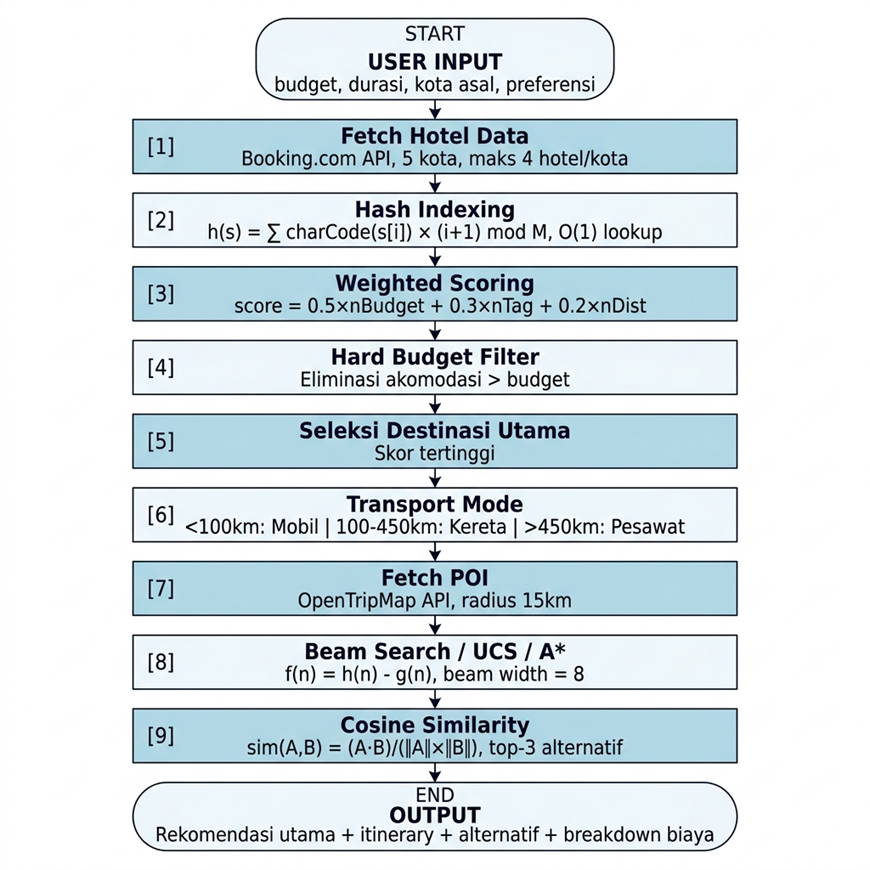 START
USER INPUT
budget, durasi, kota asal, preferensi
[1]
Fetch Hotel Data
Booking.com API, 5 kota, maks 4 hotel/kota
[2]
Hash Indexing
h(s) = ∑ charCode(s[i]) × (i+1) mod M, O(1) lookup
[3]
Weighted Scoring
score = 0.5×nBudget + 0.3×nTag + 0.2×nDist
[4]
Hard Budget Filter
Eliminasi akomodasi > budget
[5]
Seleksi Destinasi Utama
Skor tertinggi
[6]
Transport Mode
<100km: Mobil | 100-450km: Kereta | >450km: Pesawat
[7]
Fetch POI
OpenTripMap API, radius 15km
[8]
Beam Search / UCS / A*
f(n) = h(n) - g(n), beam width = 8
[9]
Cosine Similarity
sim(A,B) = (A·B)/(‖A‖×‖B‖), top-3 alternatif
END
OUTPUT
Rekomendasi utama + itinerary + alternatif + breakdown biaya